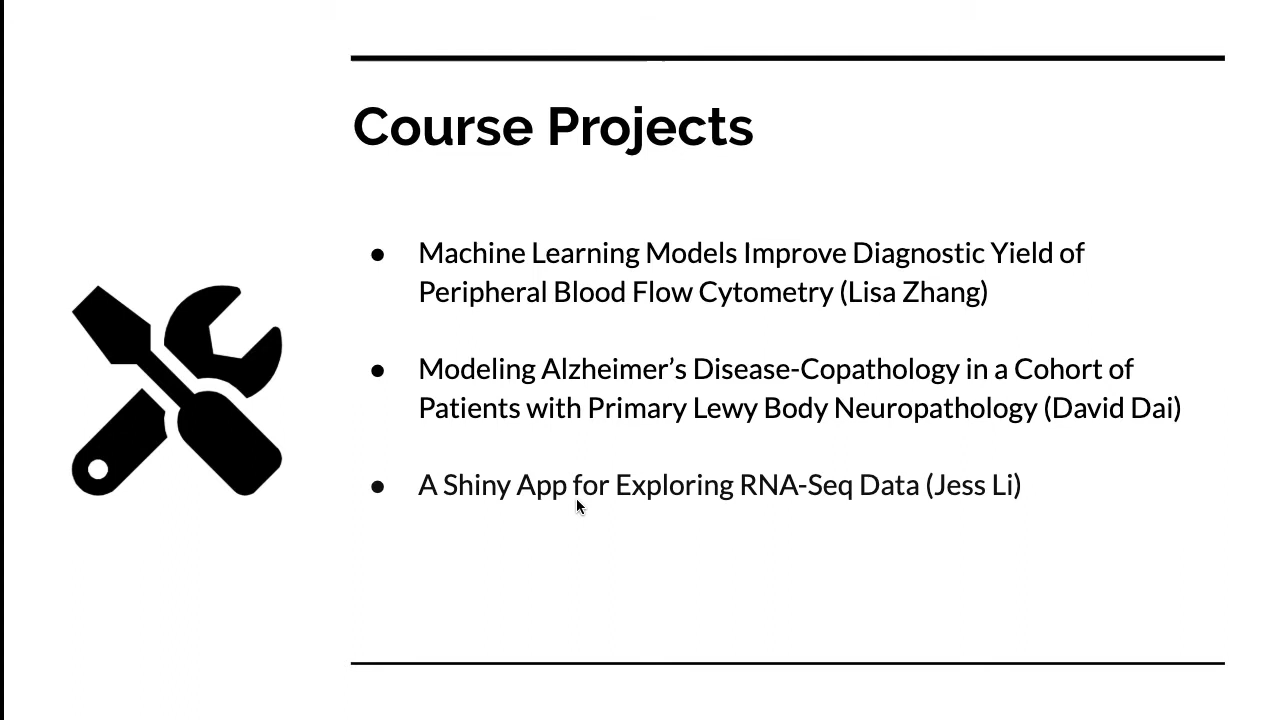 Course Projects
● Machine Learning Models Improve Diagnostic Yield of
Peripheral Blood Flow Cytometry (Lisa Zhang)
● Modeling Alzheimer’s Disease-Copathology in a Cohort of
Patients with Primary Lewy Body Neuropathology (David Dai)
● A Shiny App for Exploring RNA-Seq Data (Jess Li)